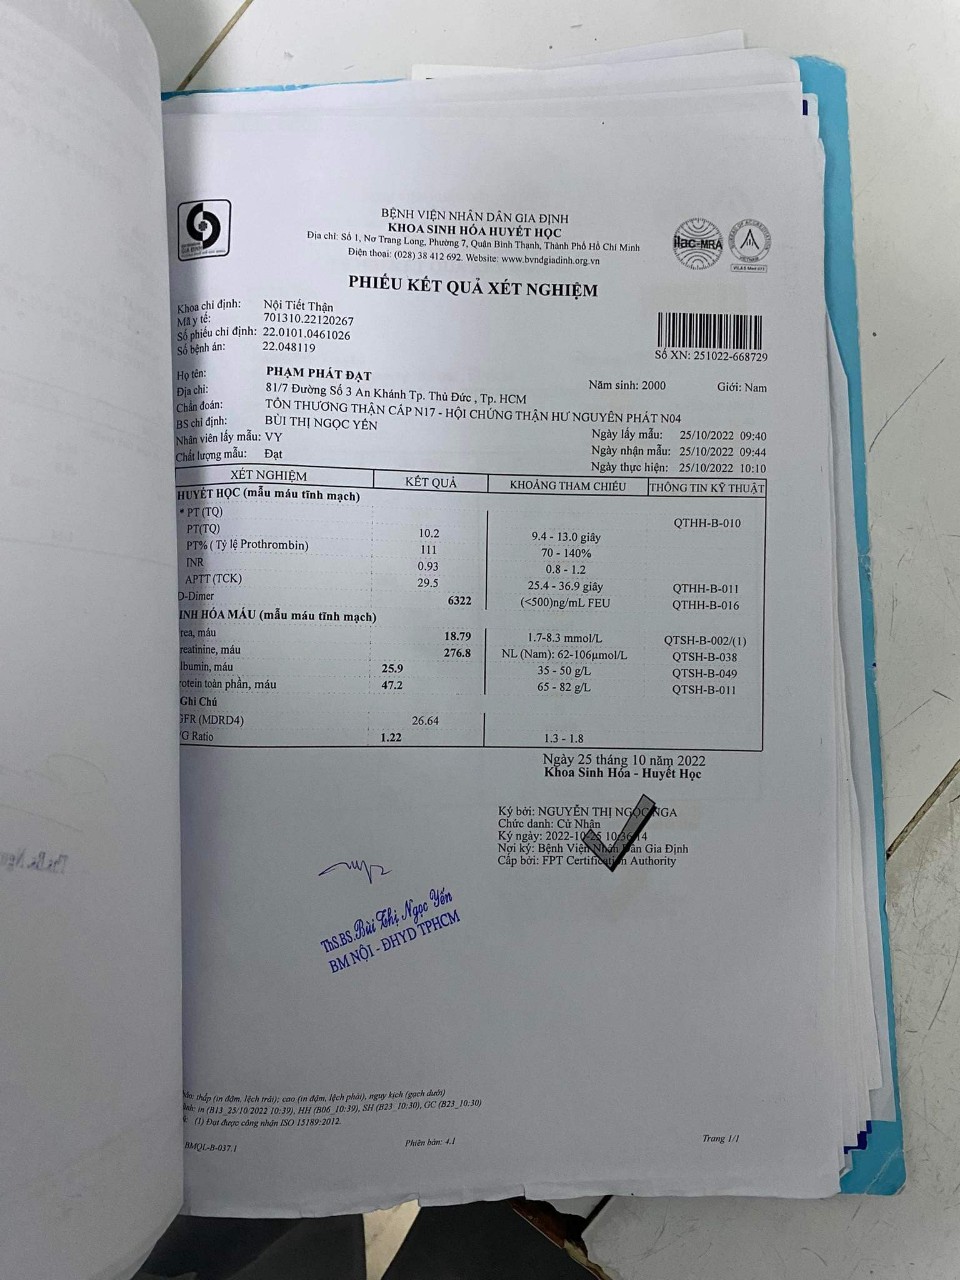 BỆNH VIỆN NHÂN DÂN GIA ĐỊNH
KHOA SINH HÓA HUYẾT HỌC
Địa chỉ: Số 1, Nơ Trang Long, Phường 7, Quận Bình Thạnh, Thành Phố Hồ Chí Minh
Điện thoại: (028) 38 412 692. Website: www.bvndgiadinh.org.vn
ilac-MRA
PHIẾU KẾT QUẢ XÉT NGHIỆM
Khoa chỉ định: Nội Tiết Thận
Mã y tế: 701310.22120267
Số phiếu chỉ định: 22.0101.0461026
Số bệnh án: 22.048119
Số XN: 251022-668729
Họ tên: PHẠM PHÁT ĐẠT Năm sinh: 2000 Giới: Nam
Địa chỉ: 81/7 Đường Số 3 An Khánh Tp. Thủ Đức , Tp. HCM
Chẩn đoán: TỔN THƯƠNG THẬN CẤP N17 - HỘI CHỨNG THẬN HƯ NGUYÊN PHÁT N04
BS chỉ định: BÙI THỊ NGỌC YẾN Ngày lấy mẫu: 25/10/2022 09:40
Nhân viên lấy mẫu: VY Ngày nhận mẫu: 25/10/2022 09:44
Chất lượng mẫu: Đạt Ngày thực hiện: 25/10/2022 10:10
XÉT NGHIỆM KẾT QUẢ KHOẢNG THAM CHIẾU THÔNG TIN KỸ THUẬT
HUYẾT HỌC (mẫu máu tĩnh mạch)
* PT (TQ) QTHH-B-010
PT(TQ) 10.2 9.4 - 13.0 giây
PT% ( Tỷ lệ Prothrombin) 111 70 - 140%
INR 0.93 0.8 - 1.2
APTT (TCK) 29.5 25.4 - 36.9 giây QTHH-B-011
D-Dimer 6322 (<500)ng/mL FEU QTHH-B-016
INH HÓA MÁU (mẫu máu tĩnh mạch)
rea, máu 18.79 1.7-8.3 mmol/L QTSH-B-002/(1)
reatinine, máu 276.8 NL (Nam): 62-106µmol/L QTSH-B-038
lbumin, máu 25.9 35 - 50 g/L QTSH-B-049
rotein toàn phần, máu 47.2 65 - 82 g/L QTSH-B-011
Ghi Chú
GFR (MDRD4) 26.64
/G Ratio 1.22 1.3 - 1.8
Ngày 25 tháng 10 năm 2022
Khoa Sinh Hóa - Huyết Học
Ký bởi: NGUYỄN THỊ NGỌC NGA
Chức danh: Cử Nhân
Ký ngày: 2022-10-25 10:36:14
Nơi ký: Bệnh Viện Nhân Dân Gia Định
Cấp bởi: FPT Certification Authority
ThS.BS. Bùi Thị Ngọc Yến
BM NỘI - ĐHYD TPHCM
thấp (in đậm, lệch trái); cao (in đậm, lệch phải), nguy kịch (gạch dưới)
in (B13_25/10/2022 10:39), HH (B06_10:39), SH (B23_10:30), GC (B23_10:30)
(1) Đạt được công nhận ISO 15189:2012.
BMQL-B-037.1 Phiên bản: 4.1 Trang 1/1